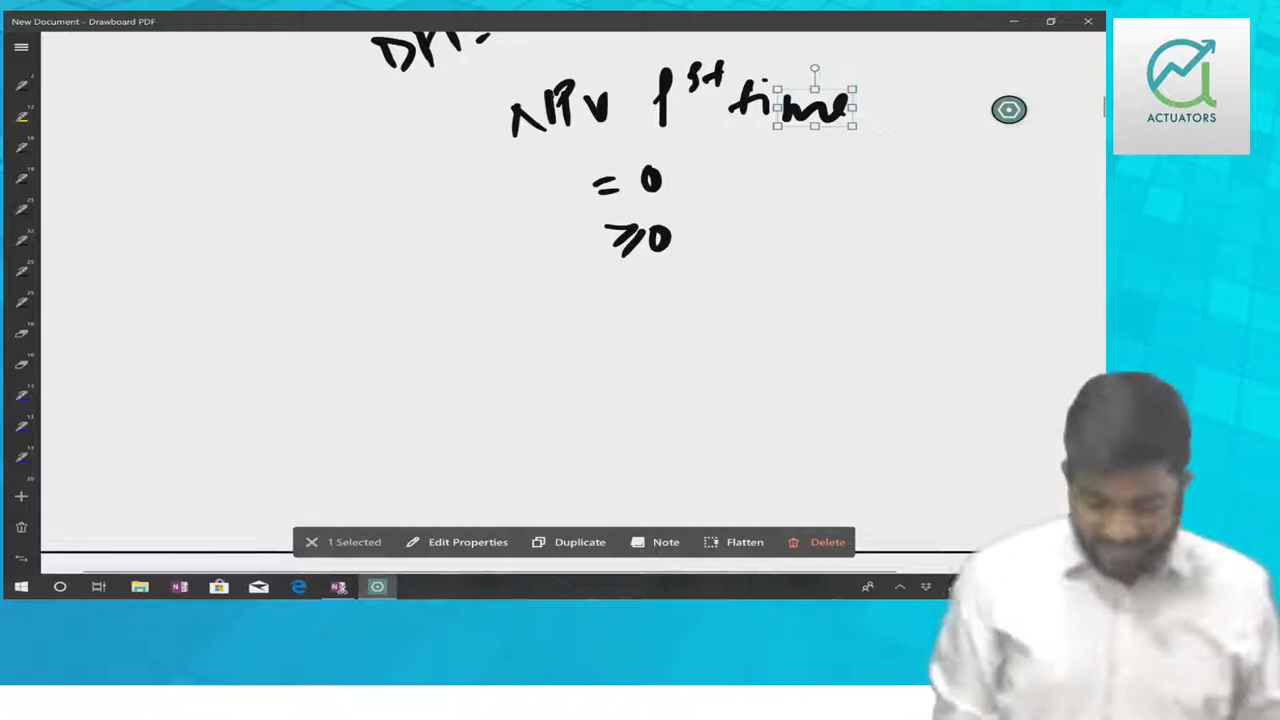 New Document - Drawboard PDF
NPV 1st time
= 0
≥0
ACTUATORS
1 Selected
Edit Properties
Duplicate
Note
Flatten
Delete